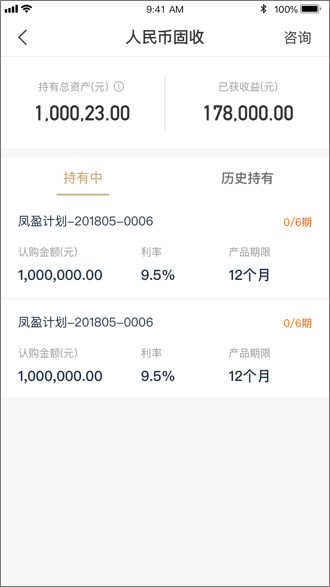 9:41 AM 100%
人民币固收 咨询
持有总资产(元) 已获收益(元)
1,000,23.00 178,000.00
持有中 历史持有
凤盈计划-201805-0006 0/6期
认购金额(元) 利率 产品期限
1,000,000.00 9.5% 12个月
凤盈计划-201805-0006 0/6期
认购金额(元) 利率 产品期限
1,000,000.00 9.5% 12个月